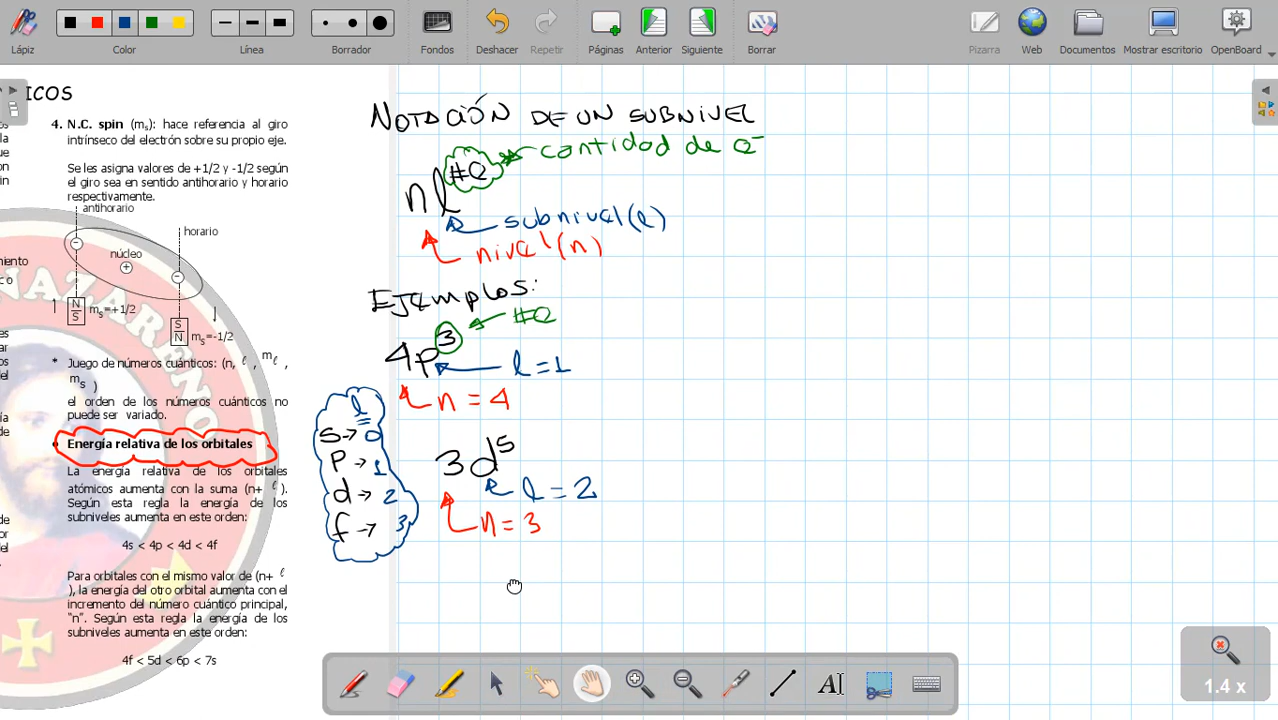 Lápiz
Color
Línea
Borrador
Fondos
Deshacer
Repetir
Páginas
Anterior
Siguiente
Borrar
Pizarra
Web
Documentos
Mostrar escritorio
OpenBoard
ICOS
4. N.C. spin (ms): hace referencia al giro
intrínseco del electrón sobre su propio eje.
Se les asigna valores de +1/2 y -1/2 según
el giro sea en sentido antihorario y horario
respectivamente.
antihorario
horario
núcleo
N
S
ms=+1/2
S
N
ms=-1/2
* Juego de números cuánticos: (n, ℓ, mℓ,
ms)
el orden de los números cuánticos no
puede ser variado.
• Energía relativa de los orbitales
La energía relativa de los orbitales
atómicos aumenta con la suma (n+ ℓ).
Según esta regla la energía de los
subniveles aumenta en este orden:
4s < 4p < 4d < 4f
Para orbitales con el mismo valor de (n+ ℓ
), la energía del otro orbital aumenta con el
incremento del número cuántico principal,
"n". Según esta regla la energía de los
subniveles aumenta en este orden:
4f < 5d < 6p < 7s
NAZAREN
NOTACIÓN DE UN SUBNIVEL
nl#e cantidad de e-
subnivel (l)
nivel (n)
EJEMPLOS:
4p3 #e
l = 1
n = 4
l
s → 0
p → 1
d → 2
f → 3
3d5
l = 2
n = 3
1.4 x